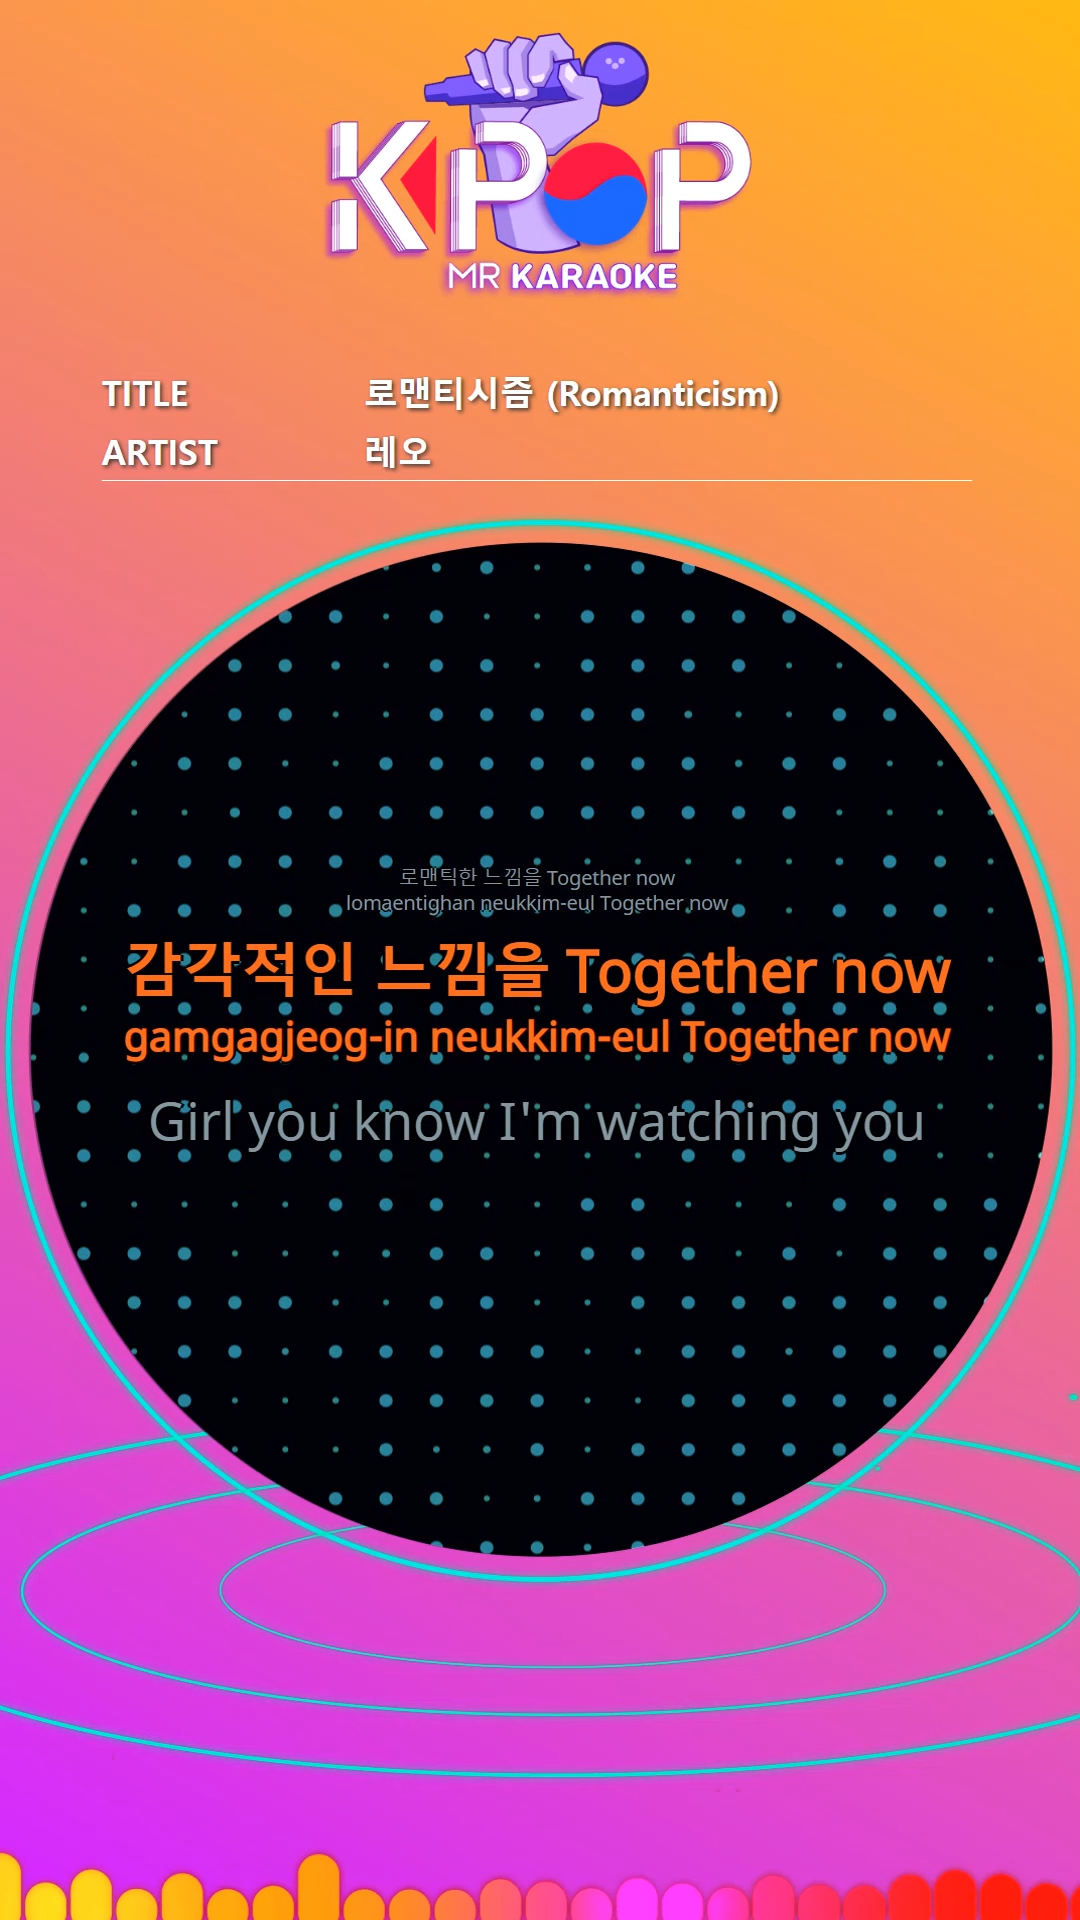 KPOP
MR KARAOKE
TITLE 로맨티시즘 (Romanticism)
ARTIST 레오
로맨틱한 느낌을 Together now
lomaentighan neukkim-eul Together now
감각적인 느낌을 Together now
gamgagjeog-in neukkim-eul Together now
Girl you know I'm watching you